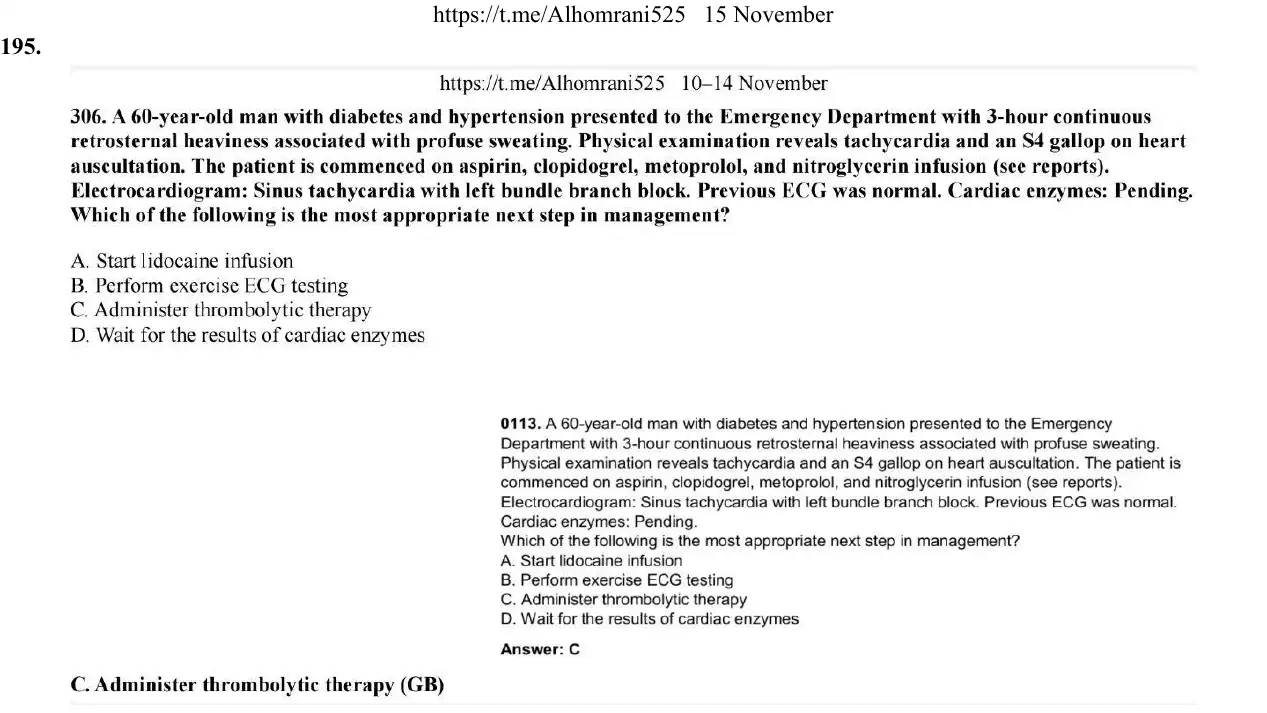 https://t.me/Alhomrani525 15 November
195.
https://t.me/Alhomrani525 10–14 November
306. A 60-year-old man with diabetes and hypertension presented to the Emergency Department with 3-hour continuous
retrosternal heaviness associated with profuse sweating. Physical examination reveals tachycardia and an S4 gallop on heart
auscultation. The patient is commenced on aspirin, clopidogrel, metoprolol, and nitroglycerin infusion (see reports).
Electrocardiogram: Sinus tachycardia with left bundle branch block. Previous ECG was normal. Cardiac enzymes: Pending.
Which of the following is the most appropriate next step in management?
A. Start lidocaine infusion
B. Perform exercise ECG testing
C. Administer thrombolytic therapy
D. Wait for the results of cardiac enzymes
0113. A 60-year-old man with diabetes and hypertension presented to the Emergency
Department with 3-hour continuous retrosternal heaviness associated with profuse sweating.
Physical examination reveals tachycardia and an S4 gallop on heart auscultation. The patient is
commenced on aspirin, clopidogrel, metoprolol, and nitroglycerin infusion (see reports).
Electrocardiogram: Sinus tachycardia with left bundle branch block. Previous ECG was normal.
Cardiac enzymes: Pending.
Which of the following is the most appropriate next step in management?
A. Start lidocaine infusion
B. Perform exercise ECG testing
C. Administer thrombolytic therapy
D. Wait for the results of cardiac enzymes
Answer: C
C. Administer thrombolytic therapy (GB)